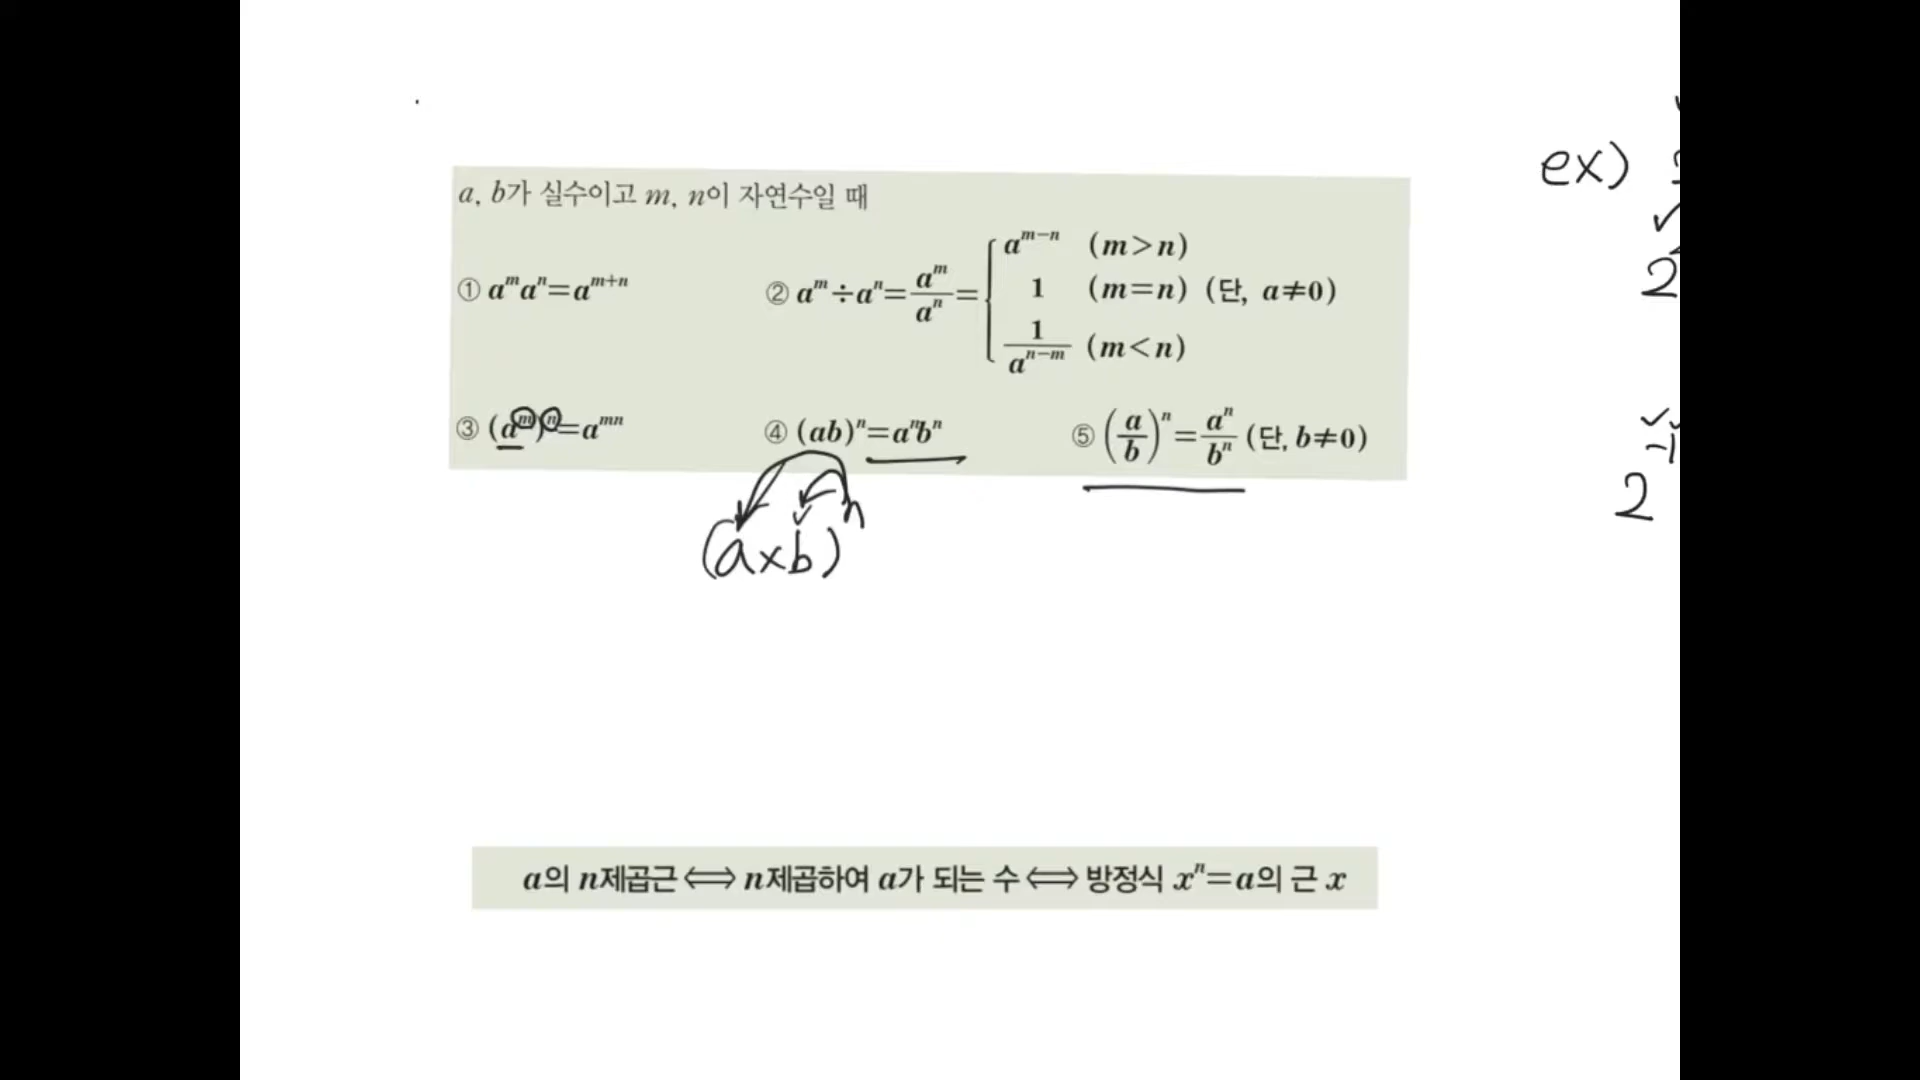 a, b가 실수이고 m, n이 자연수일 때
① aᵐaⁿ=aᵐ⁺ⁿ
② aᵐ÷aⁿ=aᵐ/aⁿ={ aᵐ⁻ⁿ (m>n)
1 (m=n) (단, a≠0)
1/aⁿ⁻ᵐ (m<n)
③ (aᵐ)ⁿ=aᵐⁿ
④ (ab)ⁿ=aⁿbⁿ
⑤ (a/b)ⁿ=aⁿ/bⁿ (단, b≠0)
(a×b)ⁿ
ex)
2
-1
2
a의 n제곱근⟺n제곱하여 a가 되는 수⟺방정식 xⁿ=a의 근 x